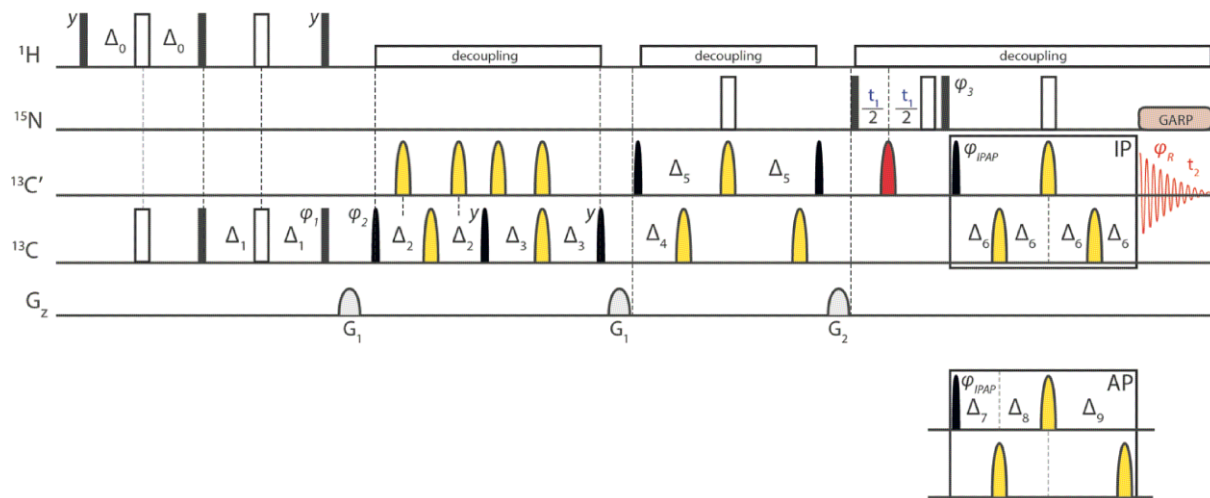 y Δ0 Δ0 y
¹H decoupling decoupling decoupling
¹⁵N t1/2 t1/2 φ3 GARP
¹³C′ Δ5 Δ5 φIPAP IP φR t2
¹³C Δ1 Δ1 φ1 φ2 Δ2 Δ2 y Δ3 Δ3 y Δ4 Δ6 Δ6 Δ6 Δ6
Gz
G1 G1 G2
φIPAP AP
Δ7 Δ8 Δ9